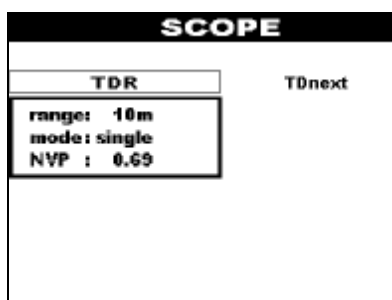 SCOPE
TDR TDnext
range: 10m
mode: single
NVP : 0.69